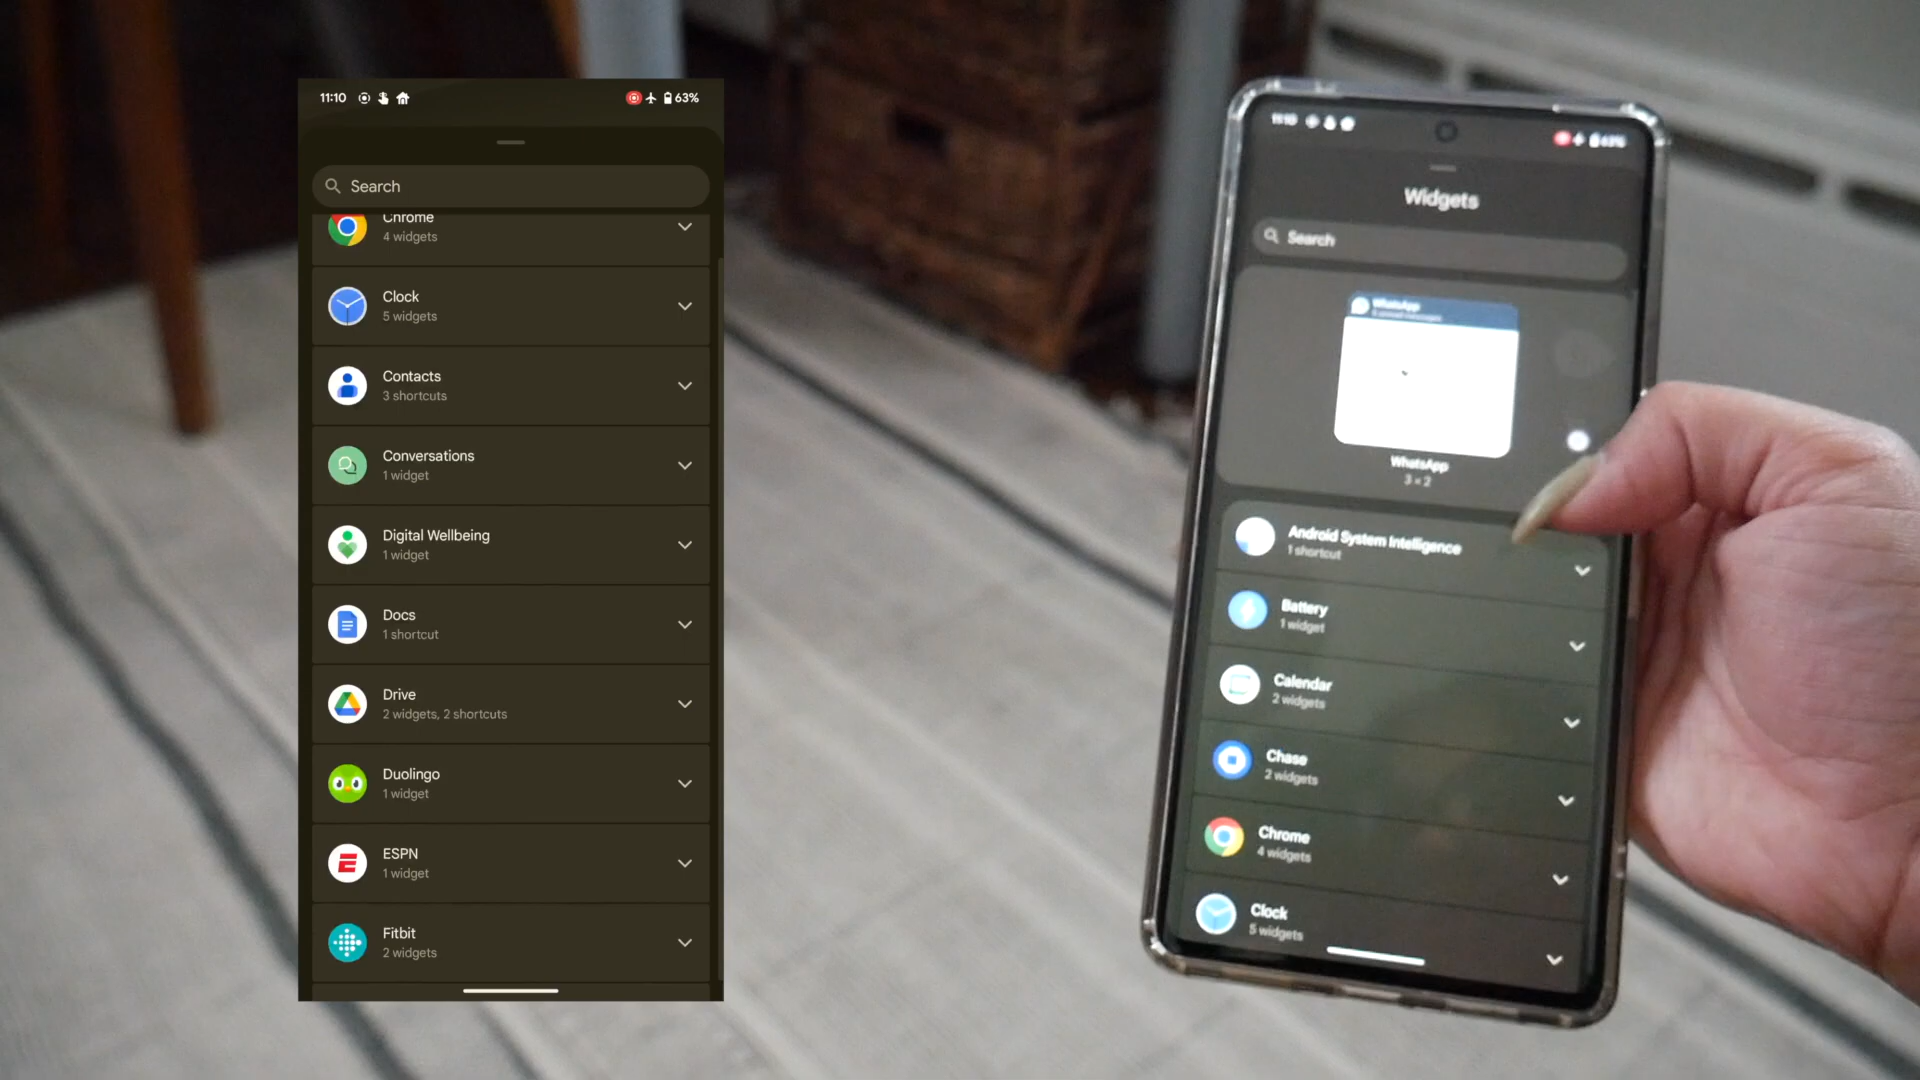 11:10
63%
Search
Chrome
4 widgets
Clock
5 widgets
Contacts
3 shortcuts
Conversations
1 widget
Digital Wellbeing
1 widget
Docs
1 shortcut
Drive
2 widgets, 2 shortcuts
Duolingo
1 widget
ESPN
1 widget
Fitbit
2 widgets
11:10
63%
Widgets
Search
WhatsApp
WhatsApp
3 × 2
Android System Intelligence
1 shortcut
Battery
1 widget
Calendar
2 widgets
Chase
2 widgets
Chrome
4 widgets
Clock
5 widgets